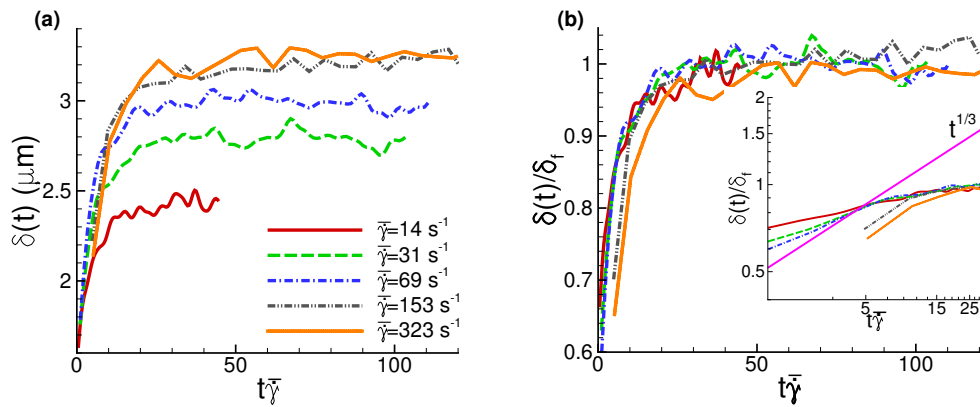 (a)
δ(t) (μm)
3
2.5
2
0
50
100
tγ̇̅
γ̇̅=14 s⁻¹
γ̇̅=31 s⁻¹
γ̇̅=69 s⁻¹
γ̇̅=153 s⁻¹
γ̇̅=323 s⁻¹
(b)
δ(t)/δf
1
0.9
0.8
0.7
0.6
0
50
100
tγ̇̅
δ(t)/δf
2
1.5
1
0.5
t^1/3
5
15
25
tγ̇̅